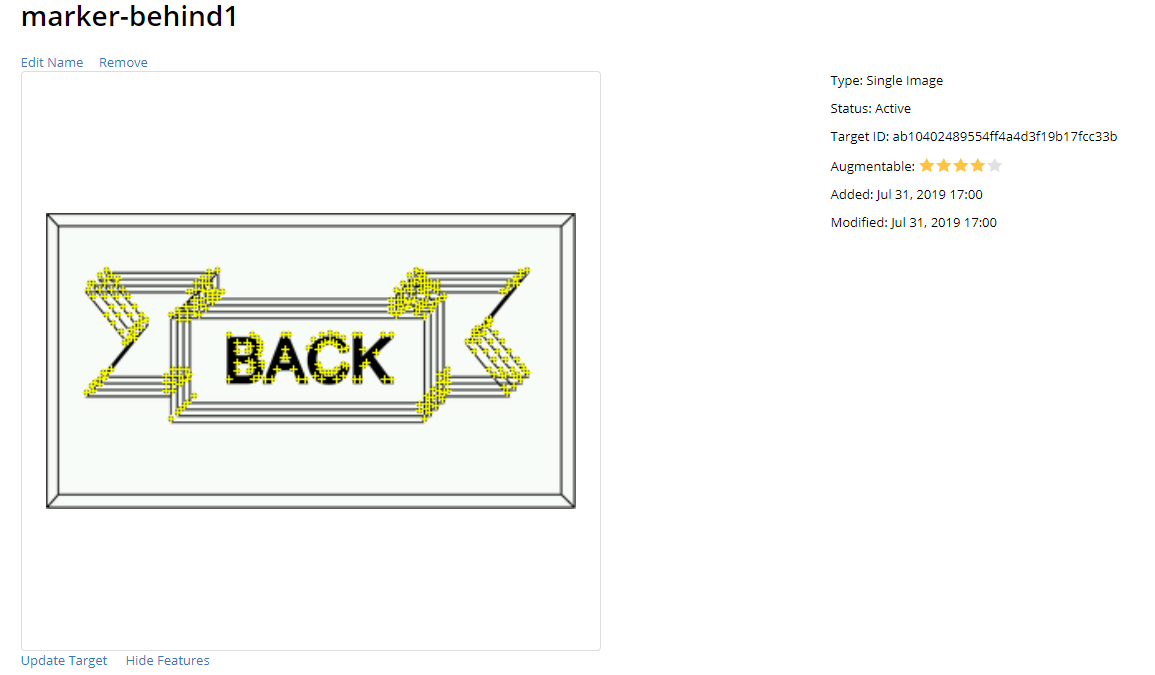 marker-behind1
Edit Name Remove
Type: Single Image
Status: Active
Target ID: ab10402489554ff4a4d3f19b17fcc33b
Augmentable:
Added: Jul 31, 2019 17:00
Modified: Jul 31, 2019 17:00
BACK
Update Target Hide Features